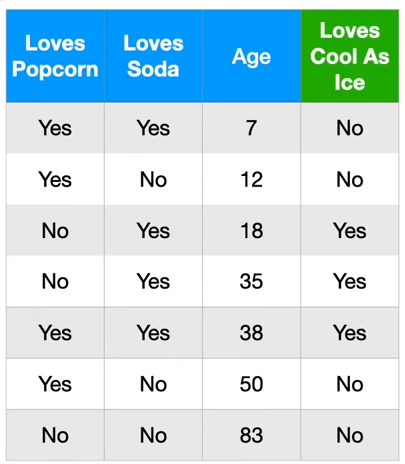 Loves Popcorn | Loves Soda | Age | Loves Cool As Ice
Yes | Yes | 7 | No
Yes | No | 12 | No
No | Yes | 18 | Yes
No | Yes | 35 | Yes
Yes | Yes | 38 | Yes
Yes | No | 50 | No
No | No | 83 | No